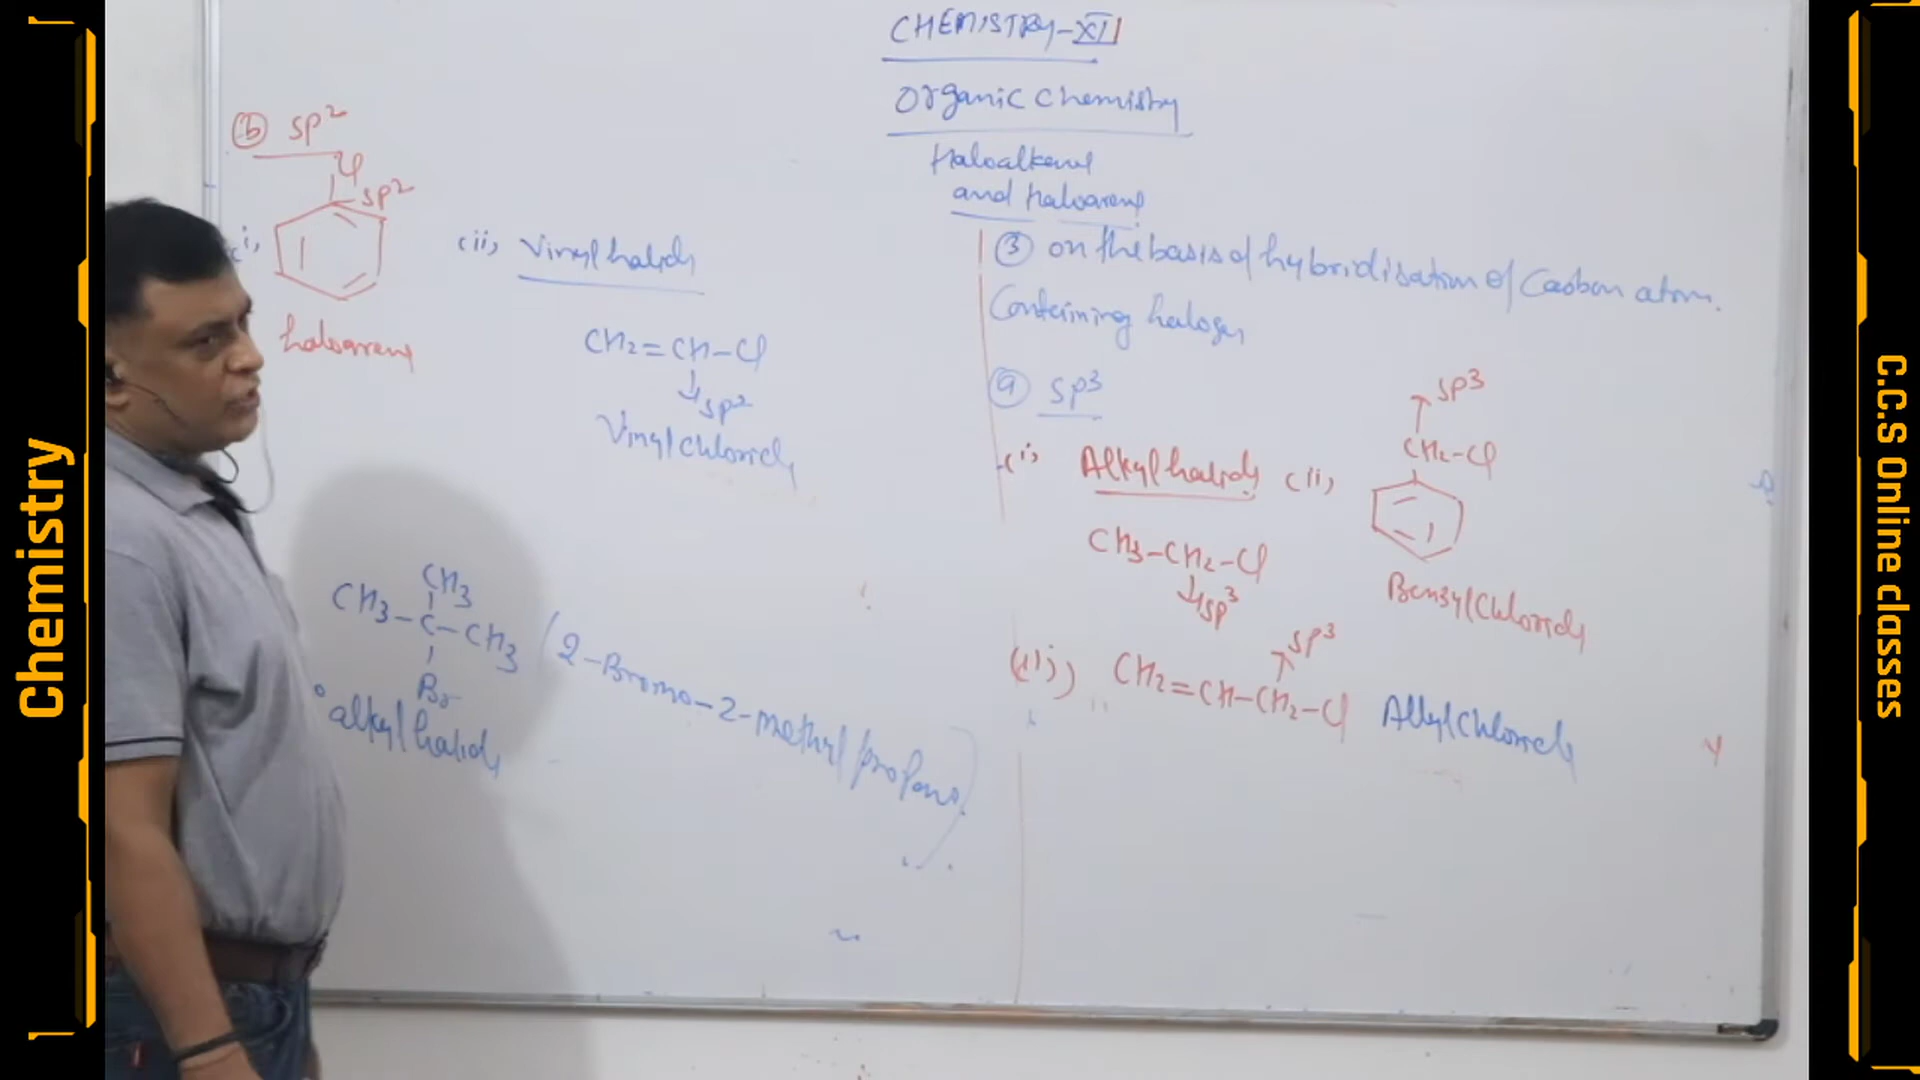 CHEMISTRY-XII
Organic Chemistry
Haloalkene
and haloarene
③ on the basis of hybridisation of Carbon atom.
Containing halogen
ⓐ sp³
(i) Alkyl halide
CH₃-CH₂-Cl
↓sp³
(ii)
sp³
CH₂-Cl
Benzyl Chloride
(iii) CH₂=CH-CH₂-Cl Allyl Chloride
sp³
ⓑ sp²
(i)
Cl
sp²
haloarene
(ii) Vinyl halide
CH₂=CH-Cl
↓sp²
Vinyl chloride
CH₃
CH₃-C-CH₃
Br
(2-Bromo-2-methyl propane)
alkyl halide
Chemistry
C.C.S Online classes